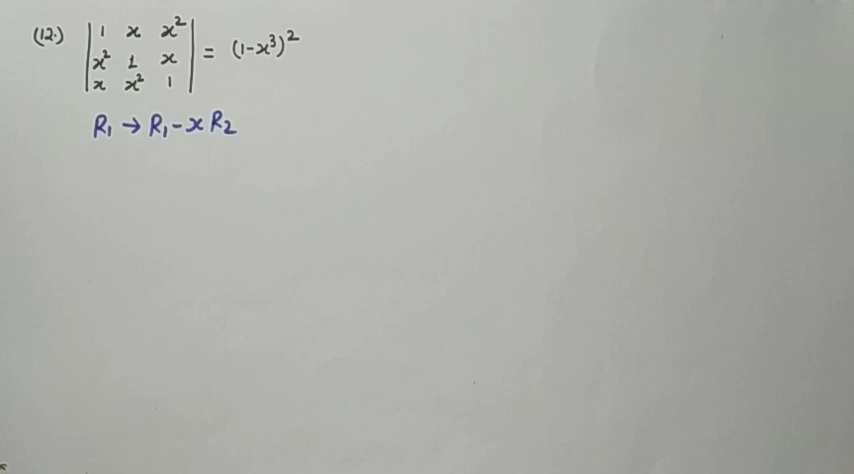 (12.) | 1 x x² |
| x² 1 x | = (1-x³)²
| x x² 1 |
R₁ → R₁ - x R₂